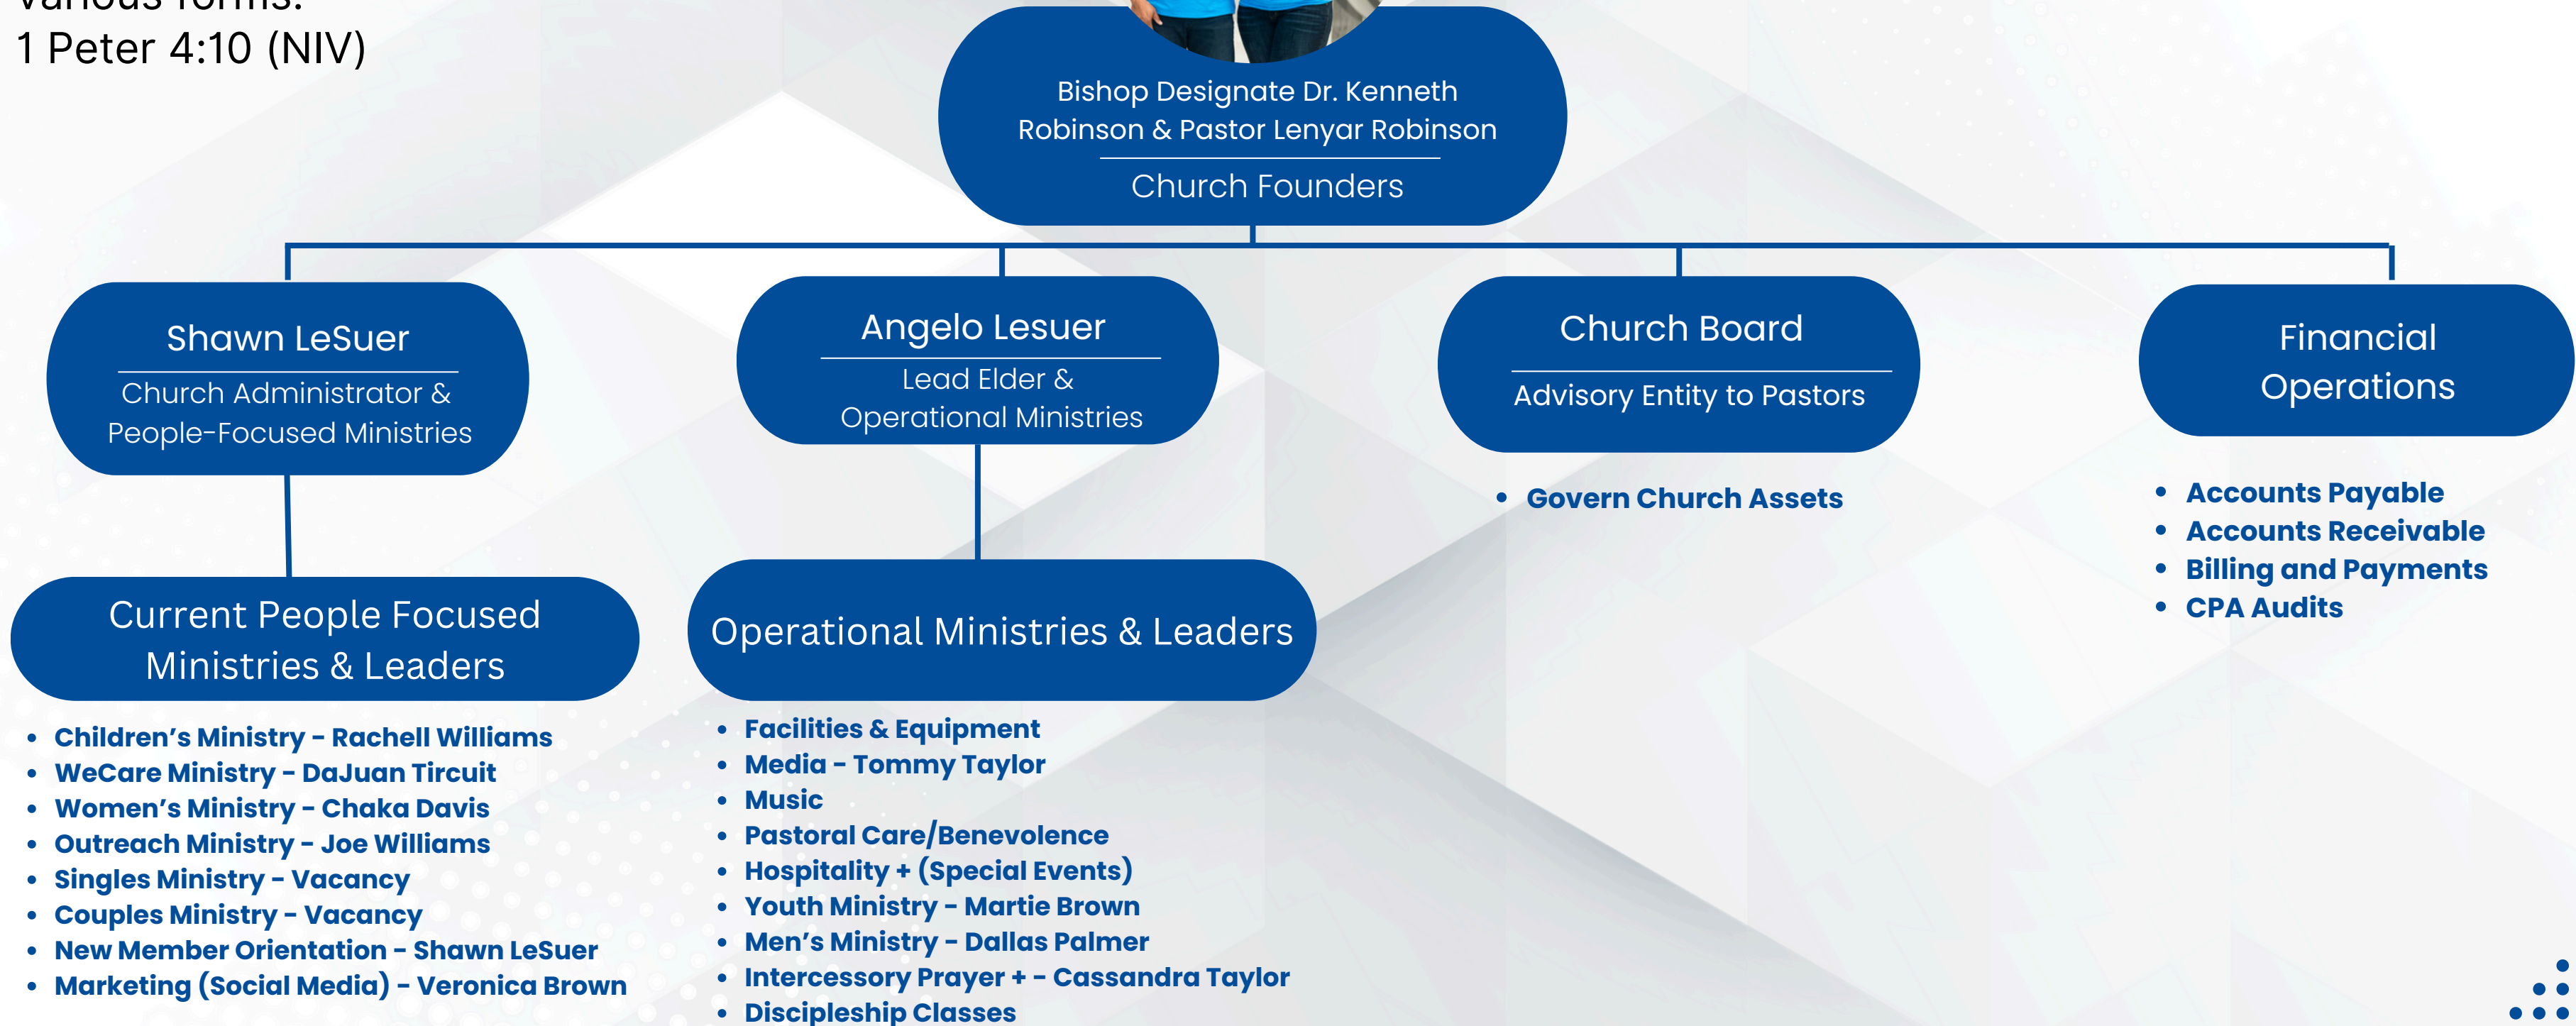 various forms.
1 Peter 4:10 (NIV)
Bishop Designate Dr. Kenneth
Robinson & Pastor Lenyar Robinson
Church Founders
Shawn LeSuer
Church Administrator &
People-Focused Ministries
Angelo Lesuer
Lead Elder &
Operational Ministries
Church Board
Advisory Entity to Pastors
Financial
Operations
• Govern Church Assets
• Accounts Payable
• Accounts Receivable
• Billing and Payments
• CPA Audits
Current People Focused
Ministries & Leaders
• Children’s Ministry - Rachell Williams
• WeCare Ministry - DaJuan Tircuit
• Women’s Ministry - Chaka Davis
• Outreach Ministry - Joe Williams
• Singles Ministry - Vacancy
• Couples Ministry - Vacancy
• New Member Orientation - Shawn LeSuer
• Marketing (Social Media) - Veronica Brown
Operational Ministries & Leaders
• Facilities & Equipment
• Media - Tommy Taylor
• Music
• Pastoral Care/Benevolence
• Hospitality + (Special Events)
• Youth Ministry - Martie Brown
• Men’s Ministry - Dallas Palmer
• Intercessory Prayer + - Cassandra Taylor
• Discipleship Classes